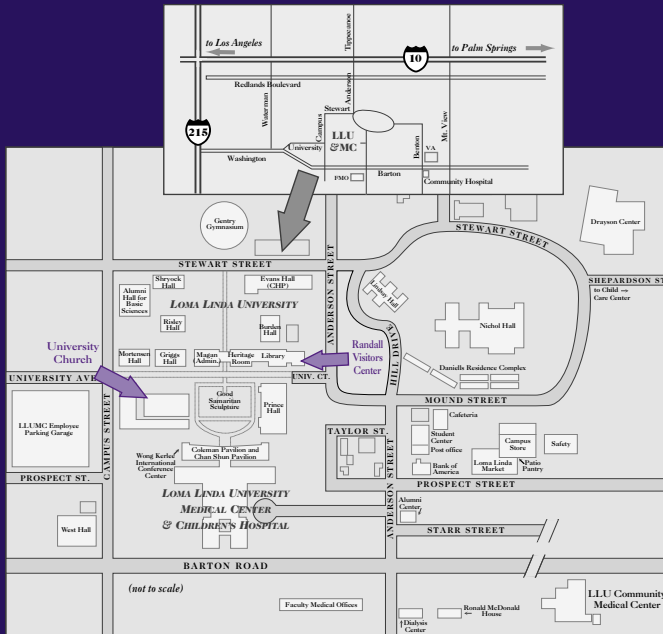 to Los Angeles
to Palm Springs
10
215
Tippecanoe
Anderson
Redlands Boulevard
Waterman
Stewart
Campus
LLU
& MC
University
Washington
Benton
Mt. View
VA
FMO
Barton
Community Hospital
Gentry
Gymnasium
Drayson Center
STEWART STREET
STEWART STREET
ANDERSON STREET
SHEPARDSON ST
to Child →
Care Center
Shryock
Hall
Evans Hall
(CHP)
Alumni
Hall for
Basic
Sciences
LOMA LINDA UNIVERSITY
Lindsay Hall
Risley
Hall
Burden
Hall
Nichol Hall
HILL DRIVE
University
Church
Mortensen
Hall
Griggs
Hall
Magan
(Admin.)
Heritage
Room
Library
Randall
Visitors
Center
Daniells Residence Complex
UNIVERSITY AVE
UNIV. CT.
MOUND STREET
Good
Samaritan
Sculpture
Prince
Hall
CAMPUS STREET
LLUMC Employee
Parking Garage
TAYLOR ST.
Cafeteria
Student
Center
Post office
Campus
Store
Safety
Bank of
America
Loma Linda
Market
Patio
Pantry
Wong Kerlee
International
Conference
Center
Coleman Pavilion and
Chan Shun Pavilion
PROSPECT ST.
PROSPECT STREET
ANDERSON STREET
LOMA LINDA UNIVERSITY
MEDICAL CENTER
& CHILDREN'S HOSPITAL
Alumni
Center
West Hall
STARR STREET
BARTON ROAD
(not to scale)
Faculty Medical Offices
↑Dialysis
Center
Ronald McDonald
← House
LLU Community
Medical Center